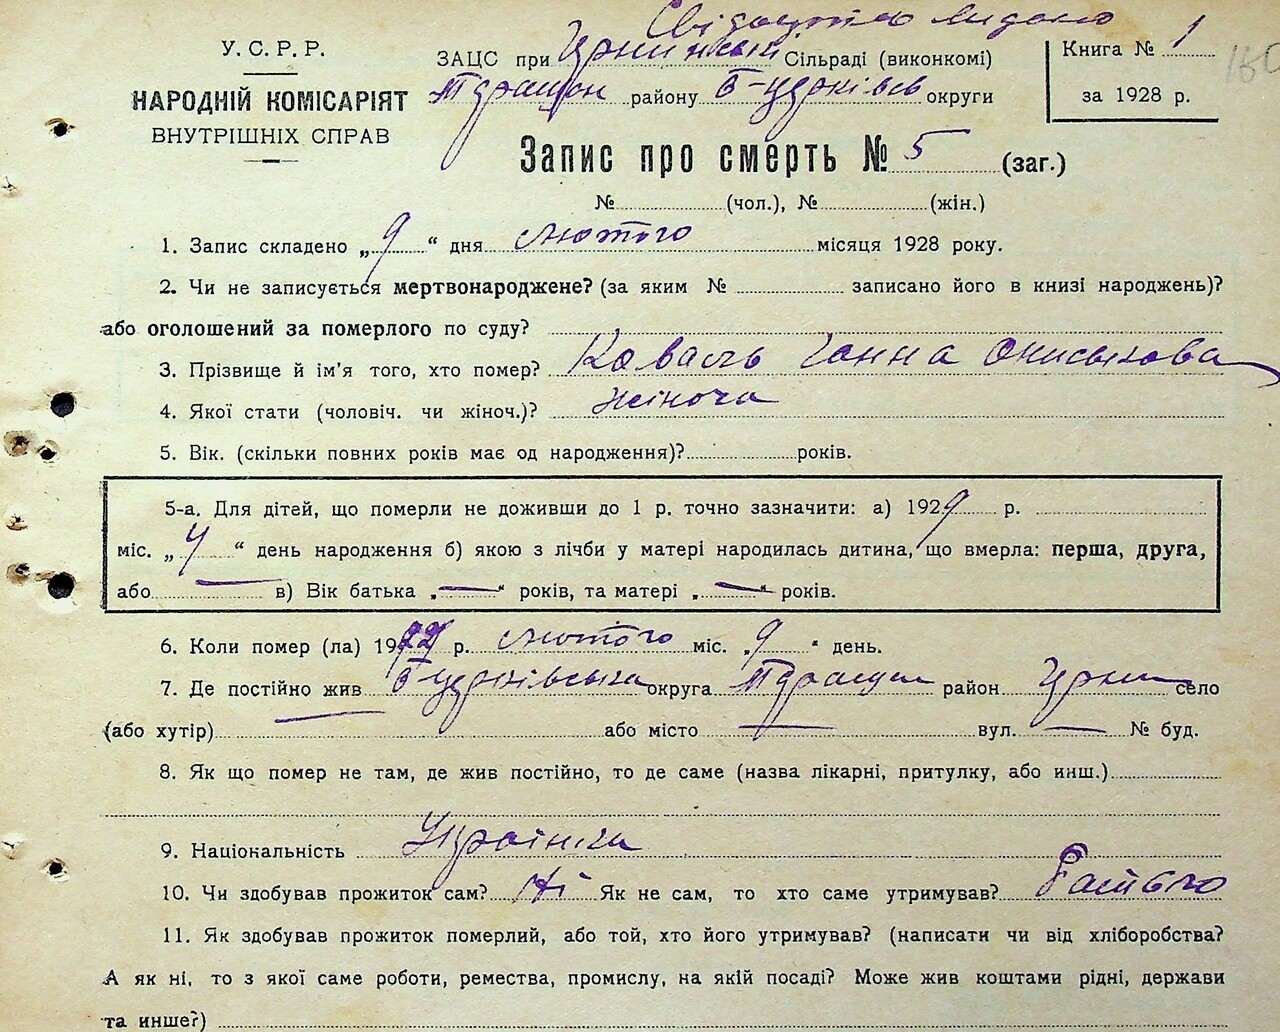 Свідоцтво видано
У. С. Р. Р.
НАРОДНІЙ КОМІСАРІЯТ
ВНУТРІШНІХ СПРАВ
ЗАЦС при Сільраді (виконкомі)
району Б-церківсь округи
Книга № 1
за 1928 р.
Запис про смерть № 5 (заг.)
№ (чол.), № (жін.)
1. Запис складено „9“ дня лютого місяця 1928 року.
2. Чи не записується мертвонароджене? (за яким № записано його в книзі народжень)?
або оголошений за померлого по суду?
3. Прізвище й ім'я того, хто помер? Коваль Ганна Ониськова
4. Якої стати (чоловіч. чи жіноч.)? жіноча
5. Вік. (скільки повних років має од народження)? років.
5-а. Для дітей, що померли не доживши до 1 р. точно зазначити: а) 1929 р.
міс. „ “ день народження б) якою з лічби у матері народилась дитина, що вмерла: перша, друга,
або — в) Вік батька „—“ років, та матері „—“ років.
6. Коли помер (ла) 19 р. лютого міс. „9“ день.
7. Де постійно жив Б-церківська округа район село
(або хутір) — або місто — вул. — № буд.
8. Як що помер не там, де жив постійно, то де саме (назва лікарні, притулку, або инш.)
9. Національність Українка
10. Чи здобував прожиток сам? Ні Як не сам, то хто саме утримував? Батько
11. Як здобував прожиток померлий, або той, хто його утримував? (написати чи від хліборобства?
А як ні, то з якої саме роботи, ремества, промислу, на якій посаді? Може жив коштами рідні, держави
та инше?)